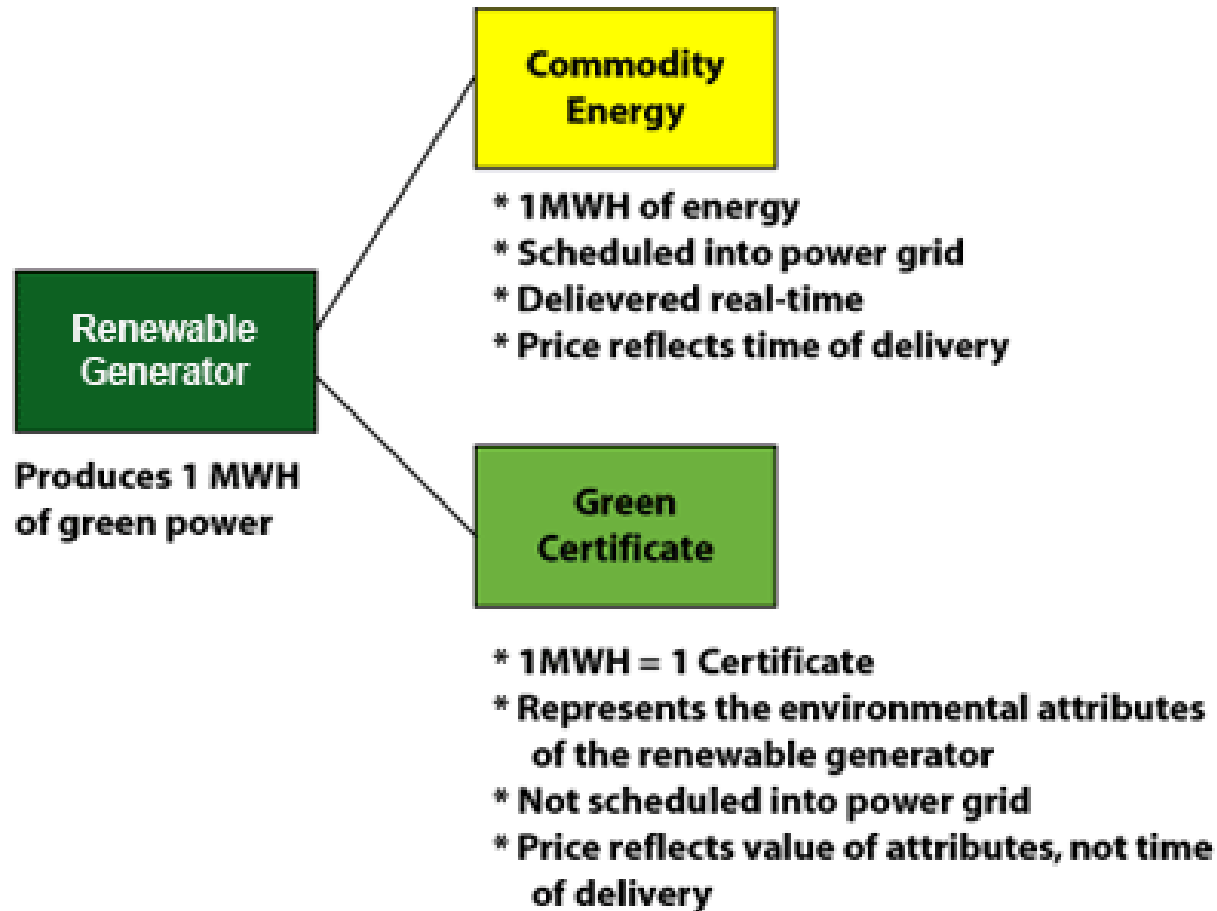 Commodity
Energy
* 1MWH of energy
* Scheduled into power grid
* Delievered real-time
* Price reflects time of delivery
Renewable
Generator
Produces 1 MWH
of green power
Green
Certificate
* 1MWH = 1 Certificate
* Represents the environmental attributes
of the renewable generator
* Not scheduled into power grid
* Price reflects value of attributes, not time
of delivery